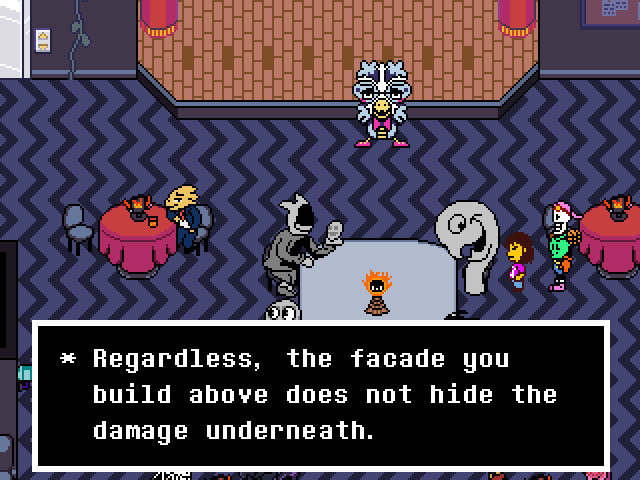 * Regardless, the facade you
build above does not hide the
damage underneath.